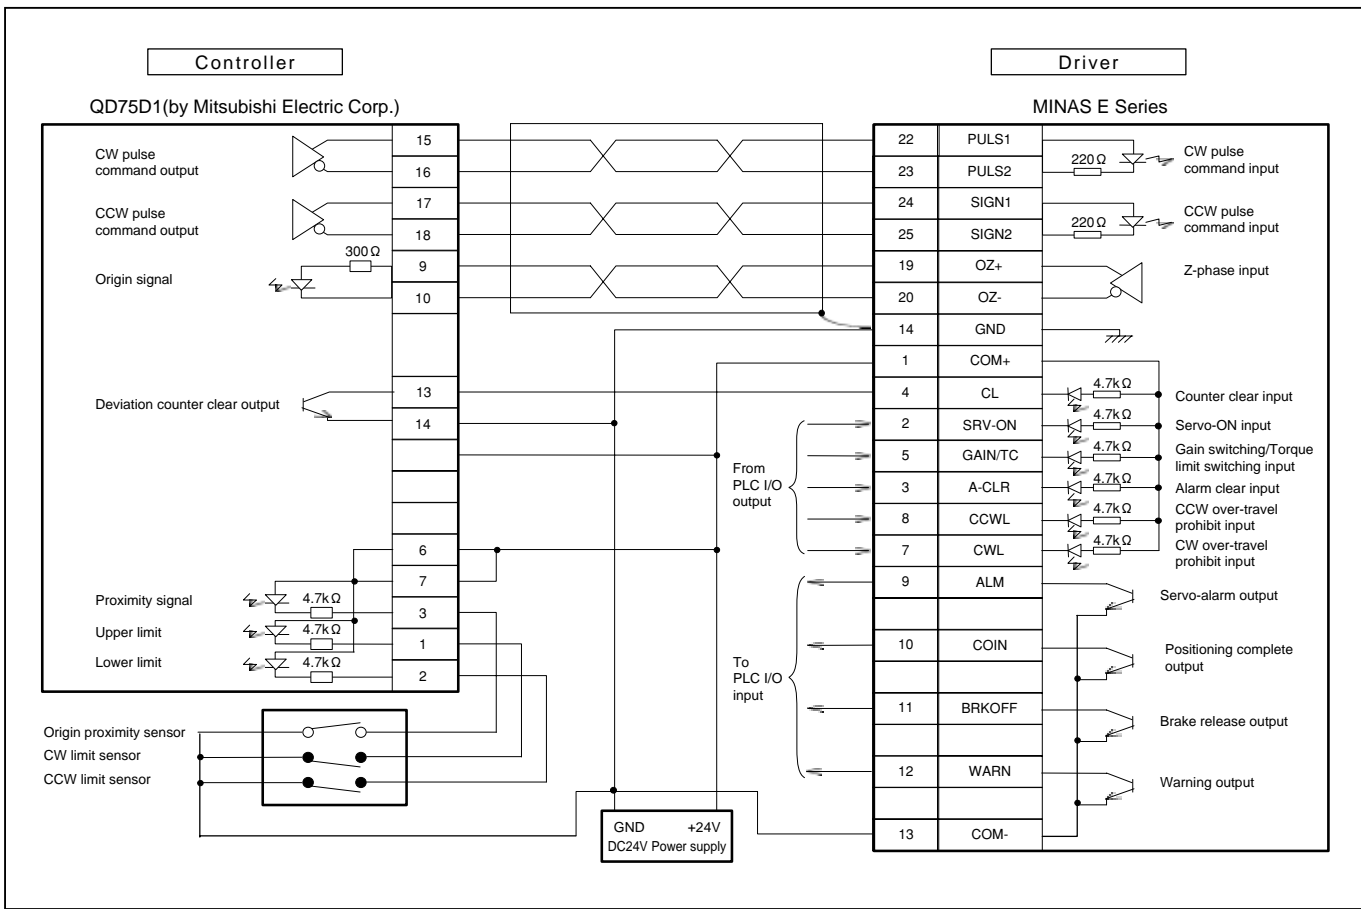 Controller
Driver
QD75D1(by Mitsubishi Electric Corp.)
MINAS E Series
CW pulse
command output
CCW pulse
command output
300Ω
Origin signal
Deviation counter clear output
Proximity signal
4.7kΩ
Upper limit
4.7kΩ
Lower limit
4.7kΩ
15
16
17
18
9
10
13
14
6
7
3
1
2
Origin proximity sensor
CW limit sensor
CCW limit sensor
GND +24V
DC24V Power supply
From
PLC I/O
output
To
PLC I/O
input
22 PULS1
23 PULS2
24 SIGN1
25 SIGN2
19 OZ+
20 OZ-
14 GND
1 COM+
4 CL
2 SRV-ON
5 GAIN/TC
3 A-CLR
8 CCWL
7 CWL
9 ALM
10 COIN
11 BRKOFF
12 WARN
13 COM-
220Ω
CW pulse
command input
220Ω
CCW pulse
command input
Z-phase input
4.7kΩ
Counter clear input
4.7kΩ
Servo-ON input
4.7kΩ
Gain switching/Torque
limit switching input
4.7kΩ
Alarm clear input
4.7kΩ
CCW over-travel
prohibit input
4.7kΩ
CW over-travel
prohibit input
Servo-alarm output
Positioning complete
output
Brake release output
Warning output